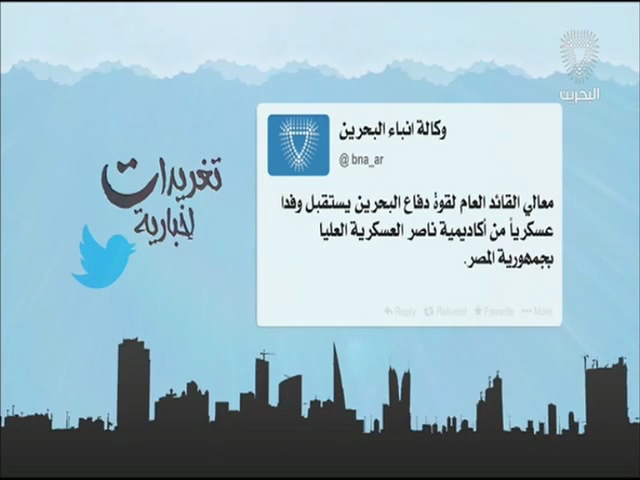 البحرين
وكالة انباء البحرين
@bna_ar
تغريدات
إخبارية
معالي القائد العام لقوة دفاع البحرين يستقبل وفدا
عسكرياً من أكاديمية ناصر العسكرية العليا
بجمهورية المصر.
Reply Retweet Favorite More